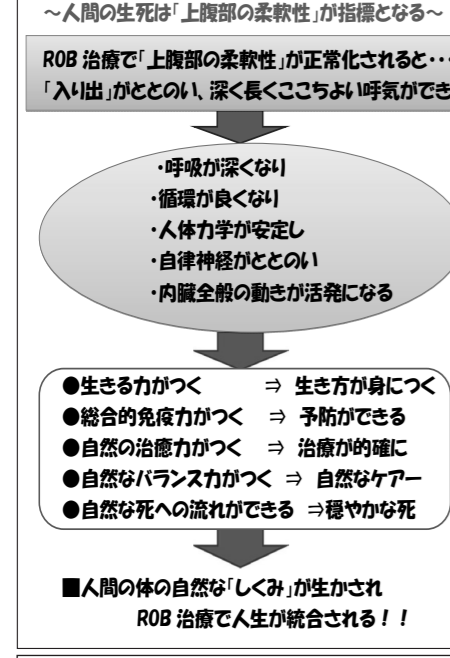 ～人間の生死は「上腹部の柔軟性」が指標となる～
ROB 治療で「上腹部の柔軟性」が正常化されると・・・
「入り出」がととのい、深く長くここちよい呼気ができ
・呼吸が深くなり
・循環が良くなり
・人体力学が安定し
・自律神経がととのい
・内臓全般の動きが活発になる
●生きる力がつく ⇒ 生き方が身につく
●総合的免疫力がつく ⇒ 予防ができる
●自然の治癒力がつく ⇒ 治療が的確に
●自然なバランス力がつく ⇒ 自然なケアー
●自然な死への流れができる ⇒穏やかな死
■人間の体の自然な「しくみ」が生かされ
ROB 治療で人生が統合される！！